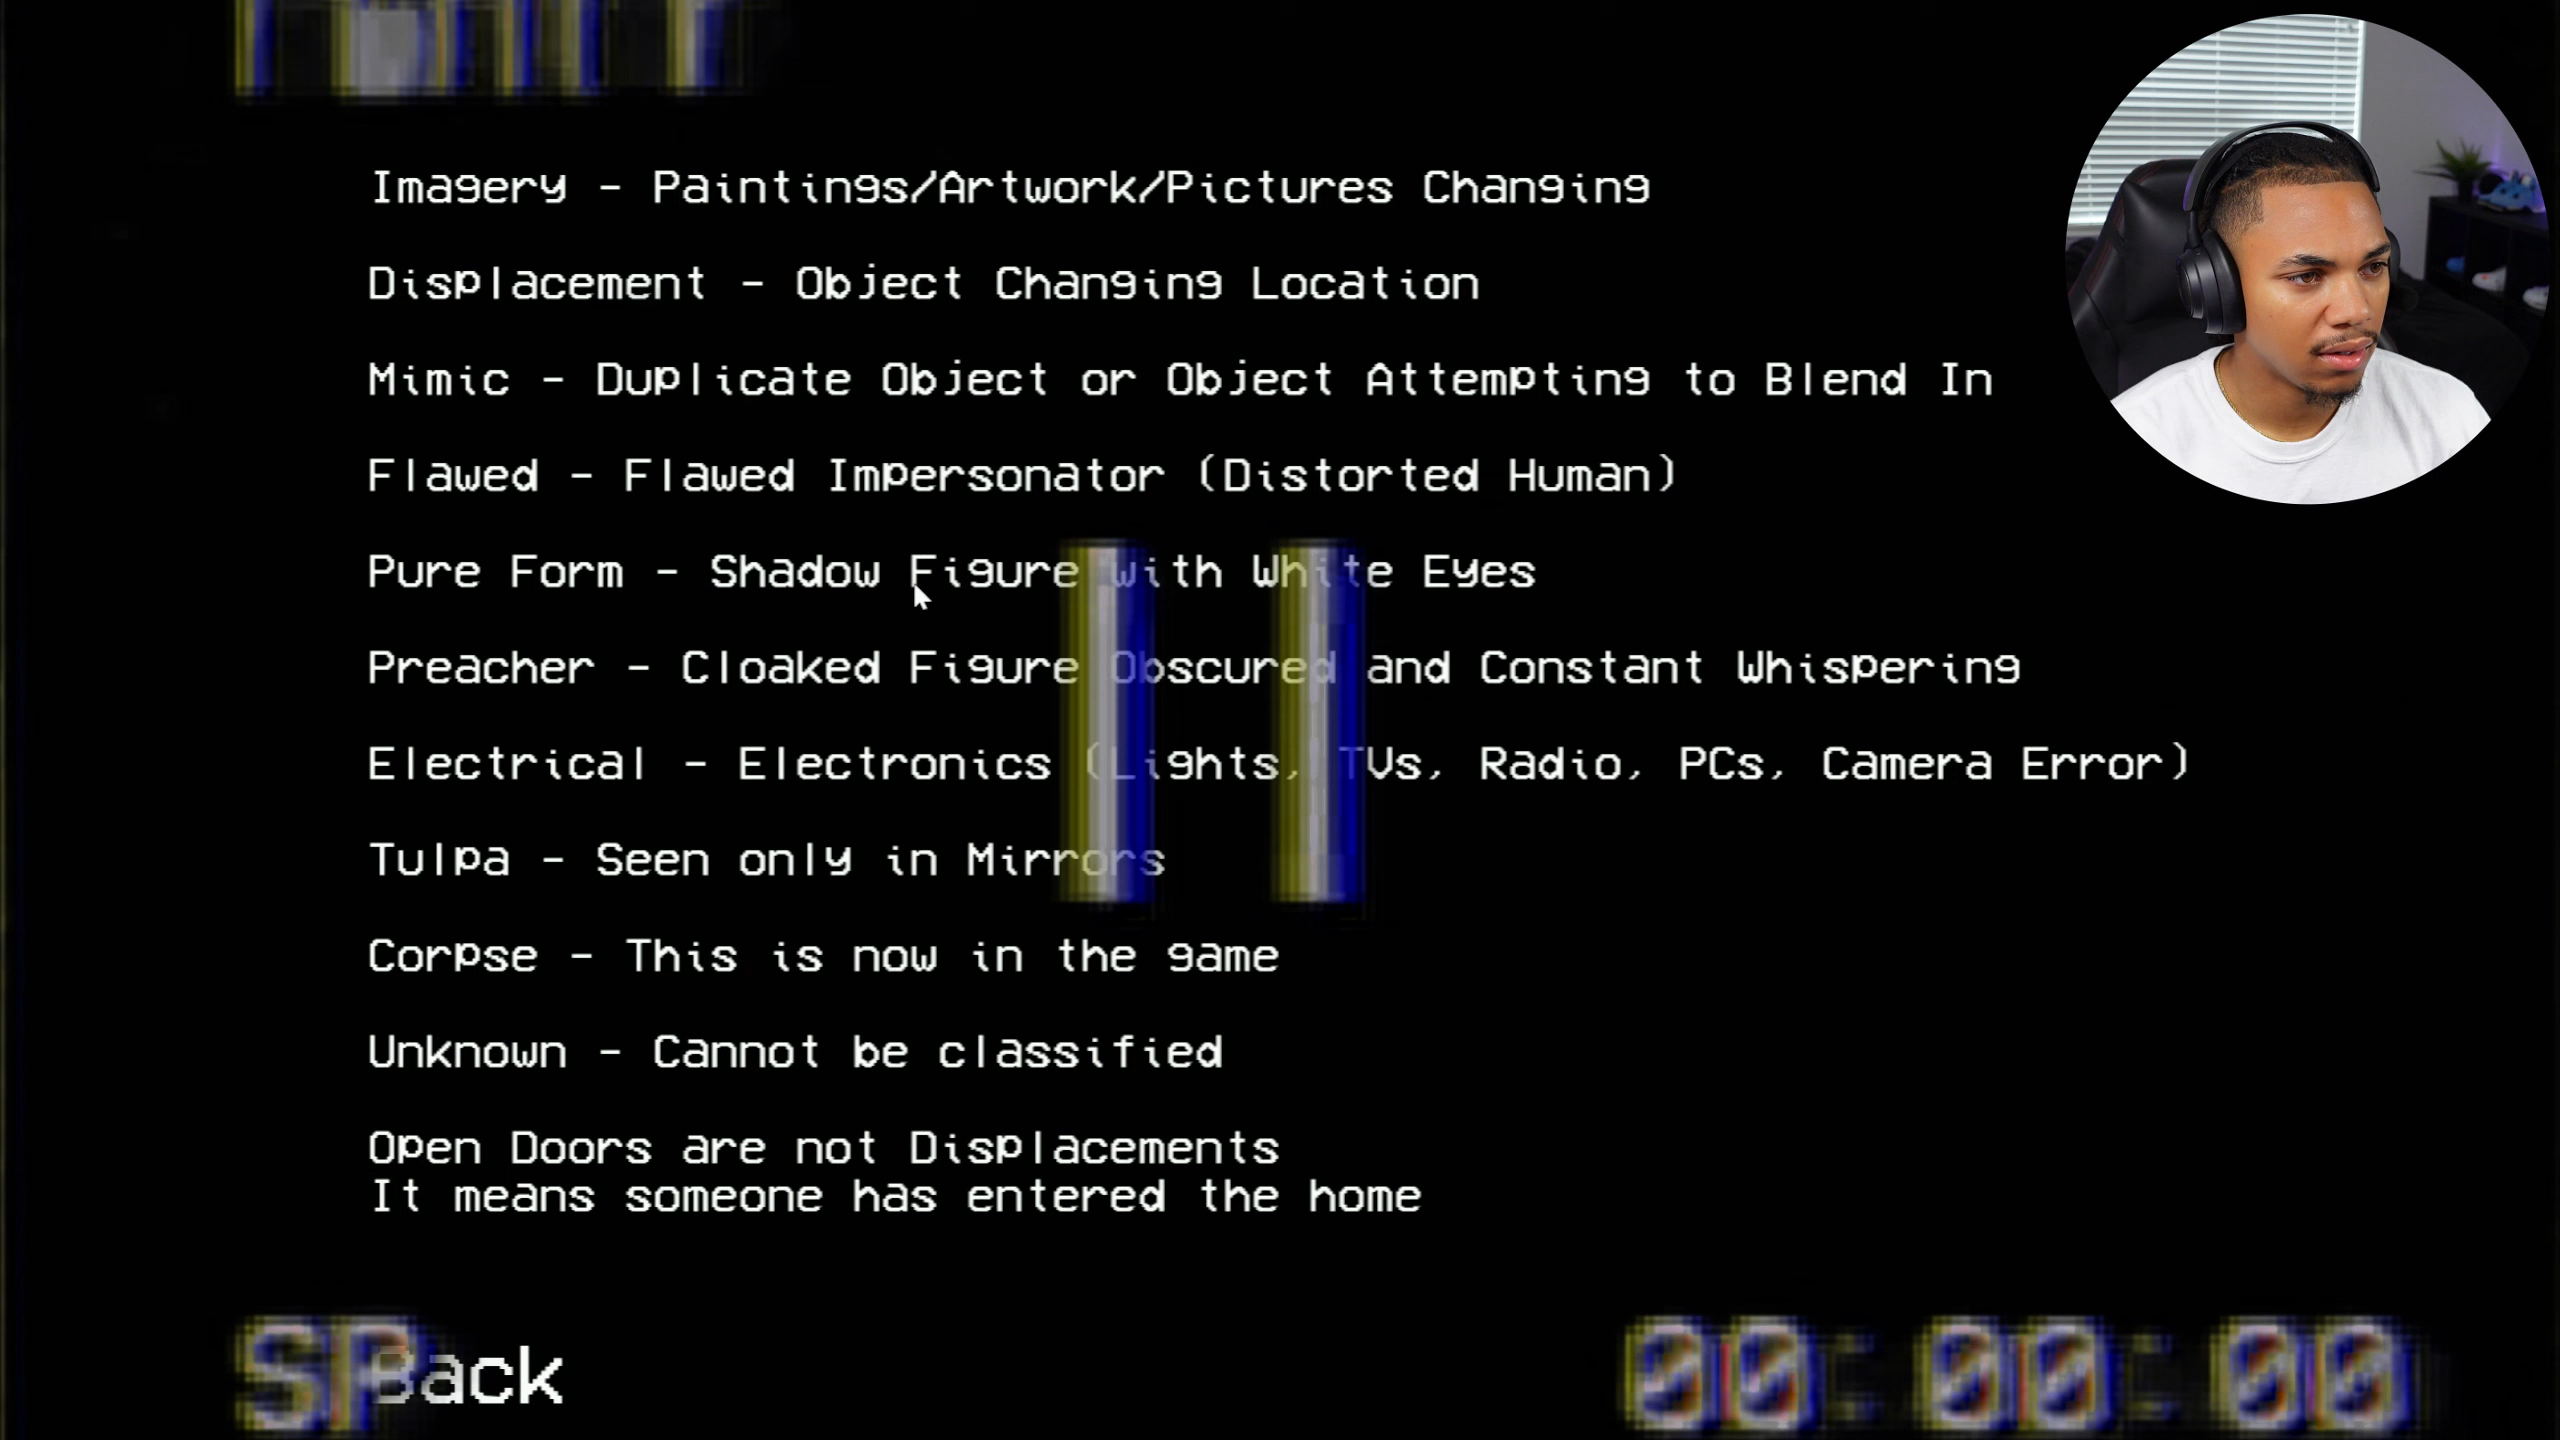 Imagery - Paintings/Artwork/Pictures Changing
Displacement - Object Changing Location
Mimic - Duplicate Object or Object Attempting to Blend In
Flawed - Flawed Impersonator (Distorted Human)
Pure Form - Shadow Figure with White Eyes
Preacher - Cloaked Figure Obscured and Constant Whispering
Electrical - Electronics (Lights, TVs, Radio, PCs, Camera Error)
Tulpa - Seen only in Mirrors
Corpse - This is now in the game
Unknown - Cannot be classified
Open Doors are not Displacements
It means someone has entered the home
SP
Back
00:00:00